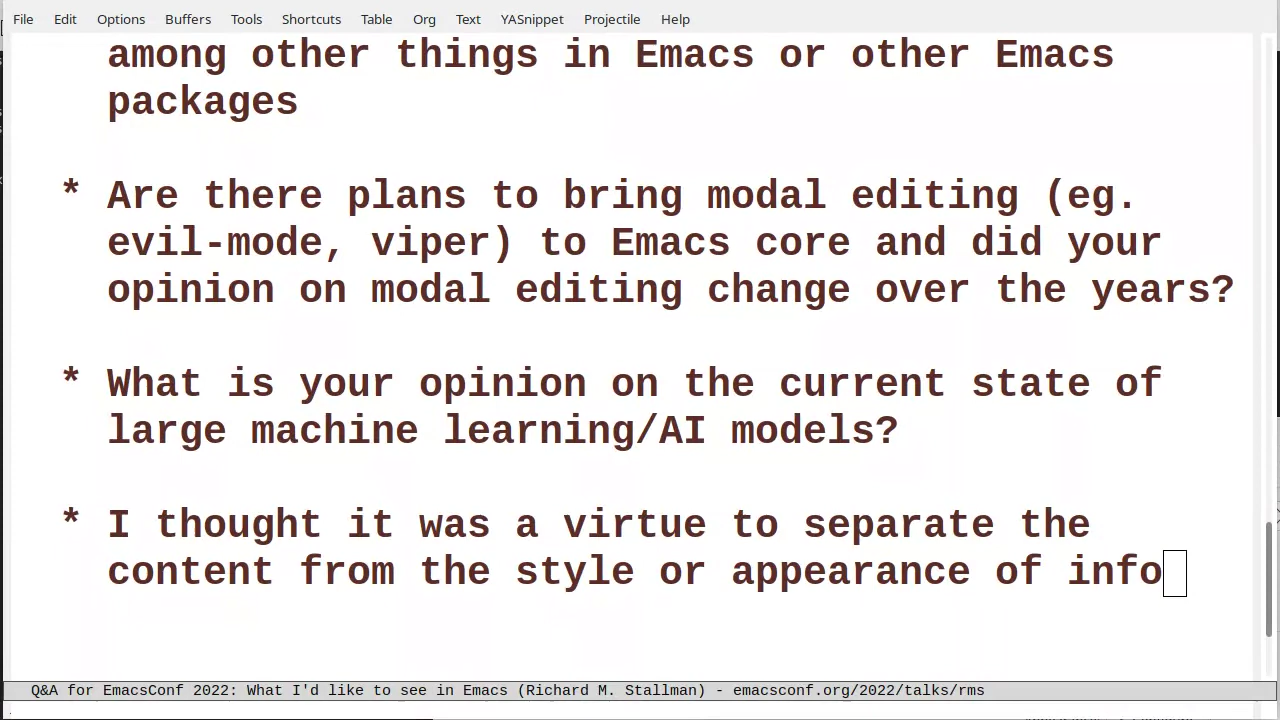 File Edit Options Buffers Tools Shortcuts Table Org Text YASnippet Projectile Help
among other things in Emacs or other Emacs
packages
* Are there plans to bring modal editing (eg.
evil-mode, viper) to Emacs core and did your
opinion on modal editing change over the years?
* What is your opinion on the current state of
large machine learning/AI models?
* I thought it was a virtue to separate the
content from the style or appearance of info
Q&A for EmacsConf 2022: What I'd like to see in Emacs (Richard M. Stallman) - emacsconf.org/2022/talks/rms